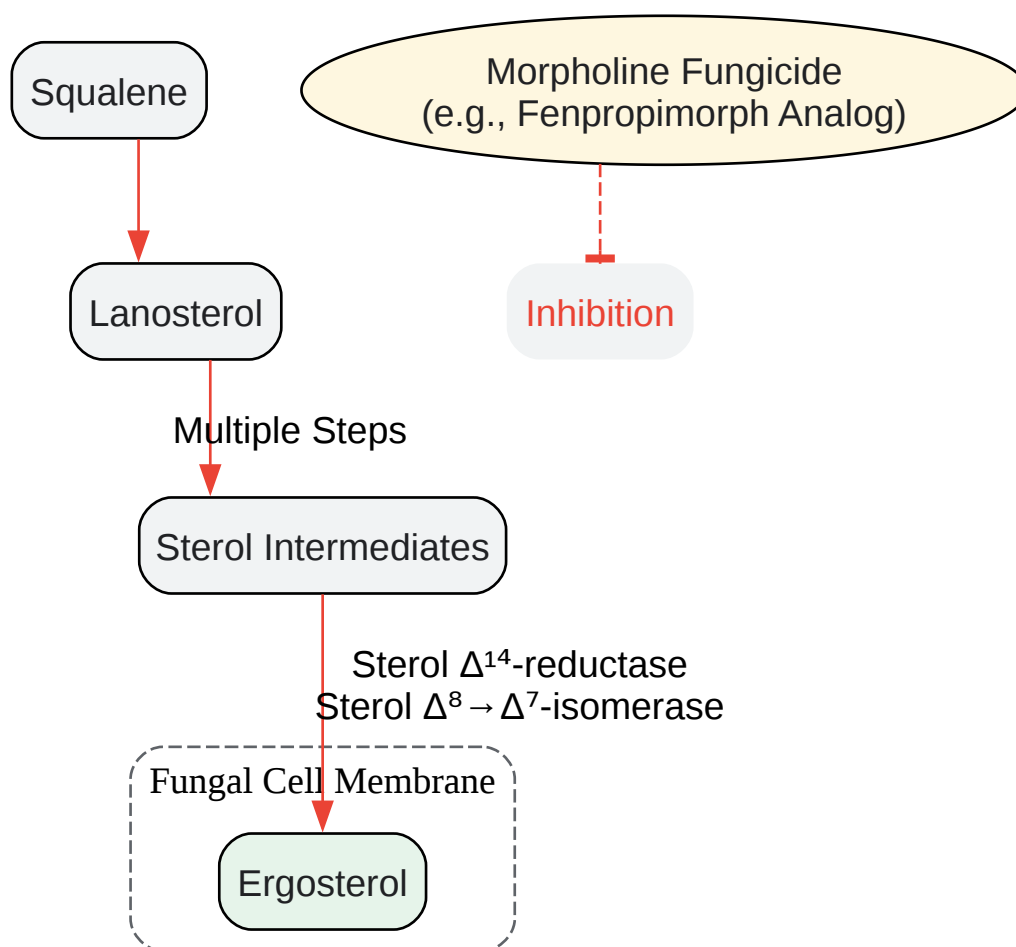 Squalene
Morpholine Fungicide
(e.g., Fenpropimorph Analog)
Lanosterol
Inhibition
Multiple Steps
Sterol Intermediates
Sterol Δ¹⁴-reductase
Sterol Δ⁸→Δ⁷-isomerase
Fungal Cell Membrane
Ergosterol